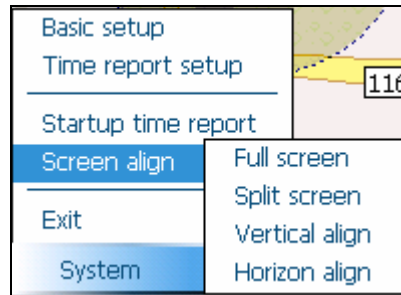 Basic setup
Time report setup
116
Startup time report
Screen align
Full screen
Split screen
Vertical align
Horizon align
Exit
System